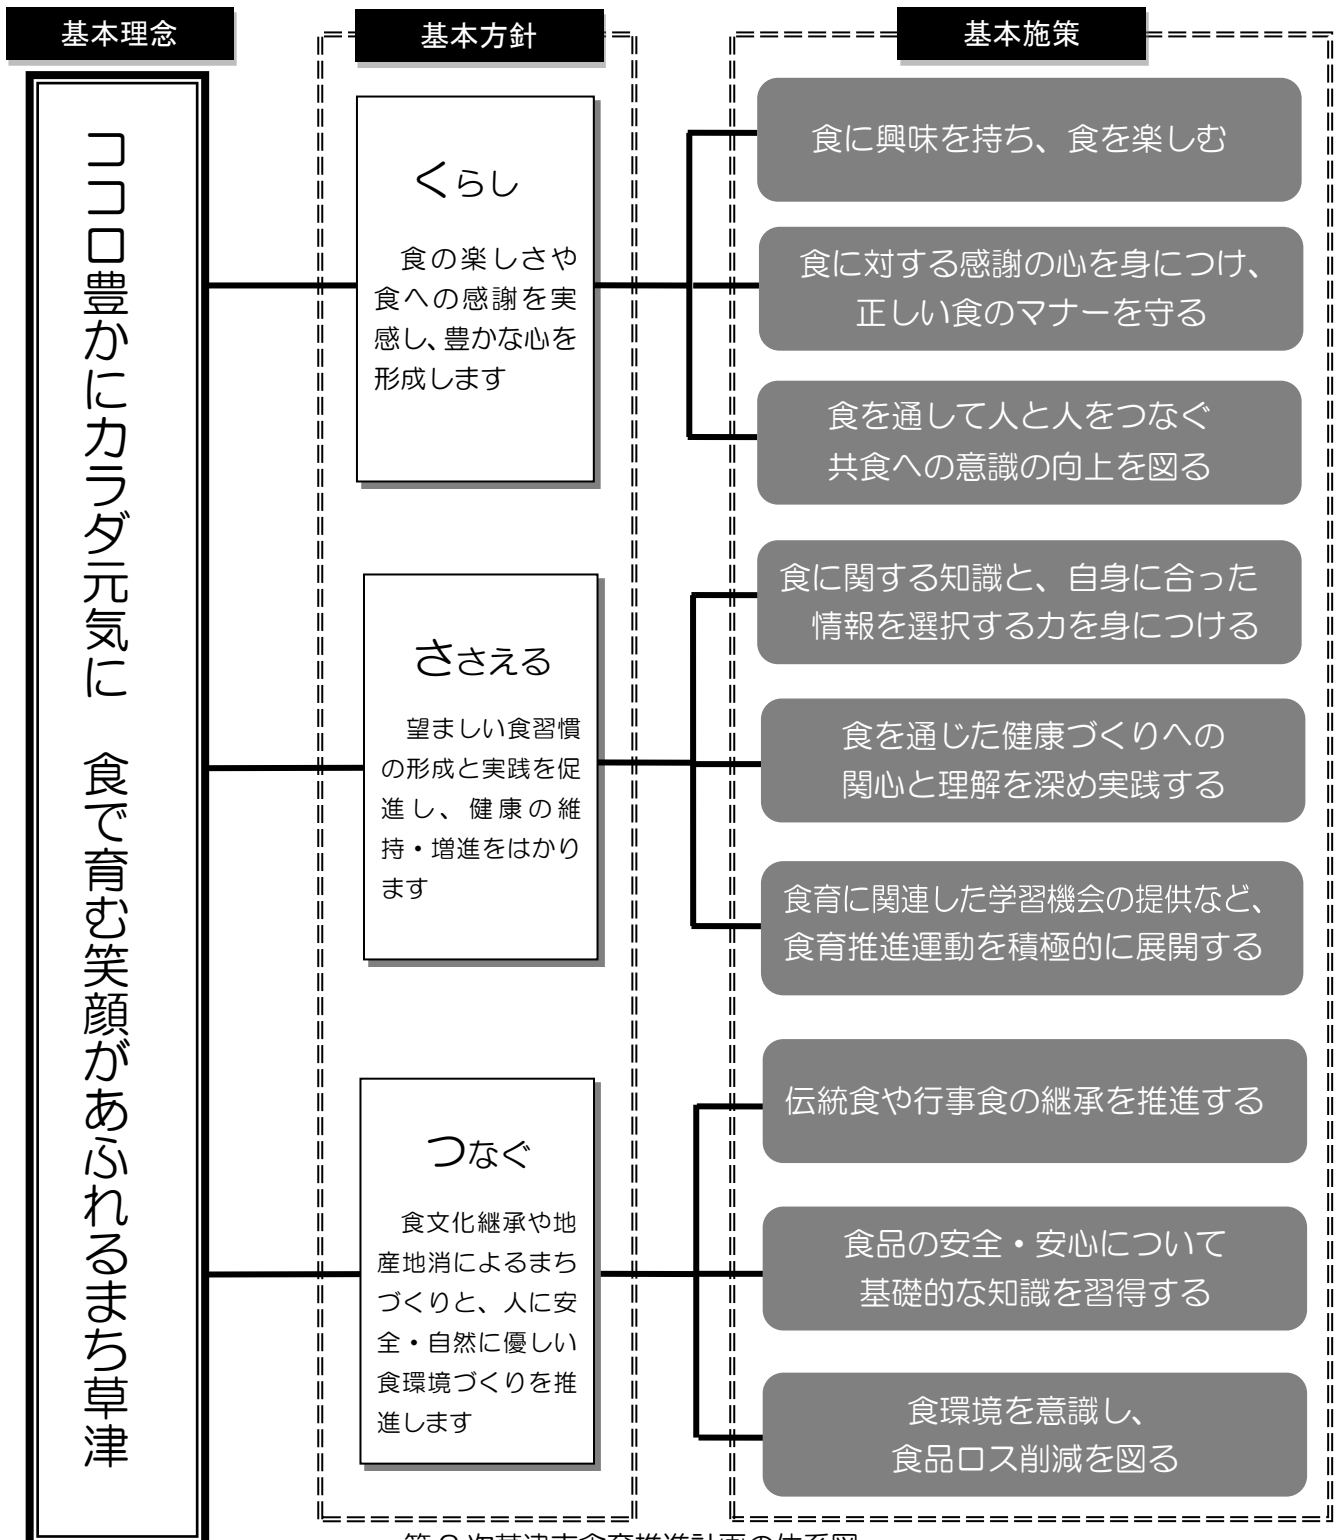 基本理念
基本方針
基本施策
ココロ豊かにカラダ元気に　食で育む笑顔があふれるまち草津
くらし
食の楽しさや
食への感謝を実
感し、豊かな心を
形成します
食に興味を持ち、食を楽しむ
食に対する感謝の心を身につけ、
正しい食のマナーを守る
食を通して人と人をつなぐ
共食への意識の向上を図る
ささえる
望ましい食習慣
の形成と実践を促
進し、健康の維
持・増進をはかり
ます
食に関する知識と、自身に合った
情報を選択する力を身につける
食を通じた健康づくりへの
関心と理解を深め実践する
食育に関連した学習機会の提供など、
食育推進運動を積極的に展開する
つなぐ
食文化継承や地
産地消によるまち
づくりと、人に安
全・自然に優しい
食環境づくりを推
進します
伝統食や行事食の継承を推進する
食品の安全・安心について
基礎的な知識を習得する
食環境を意識し、
食品ロス削減を図る
次草津市食育推進計画の体系図